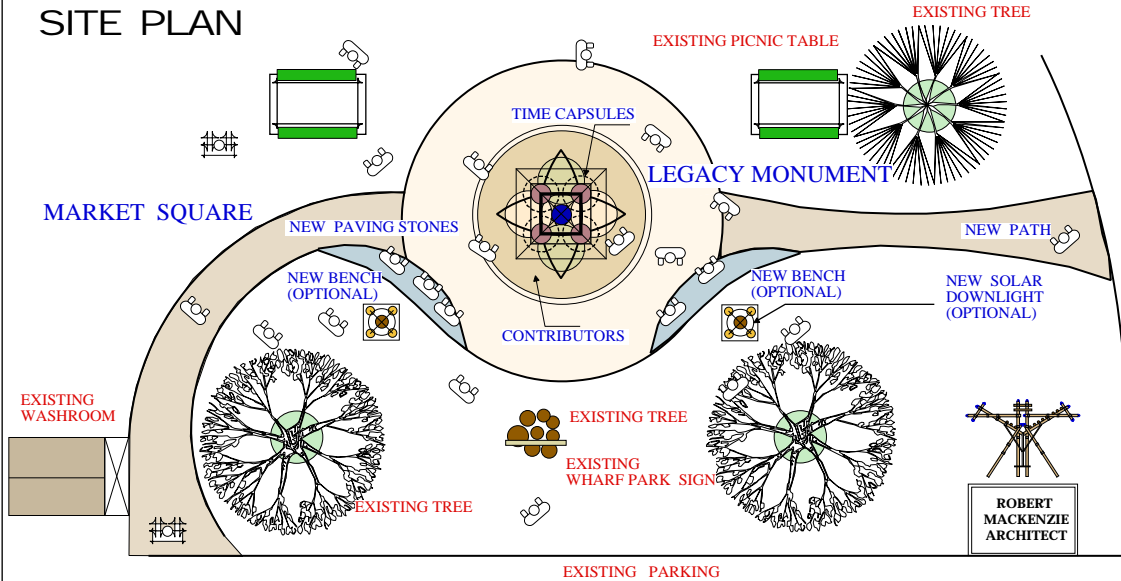 SITE PLAN
EXISTING TREE
EXISTING PICNIC TABLE
TIME CAPSULES
LEGACY MONUMENT
MARKET SQUARE
NEW PAVING STONES
NEW PATH
NEW BENCH
(OPTIONAL)
NEW BENCH
(OPTIONAL)
NEW SOLAR
DOWNLIGHT
(OPTIONAL)
CONTRIBUTORS
EXISTING
WASHROOM
EXISTING TREE
EXISTING
WHARF PARK SIGN
EXISTING TREE
ROBERT
MACKENZIE
ARCHITECT
EXISTING PARKING